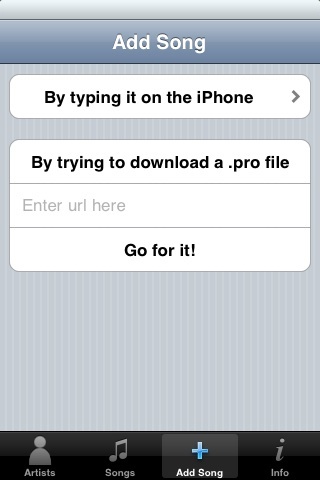 Add Song
By typing it on the iPhone
By trying to download a .pro file
Enter url here
Go for it!
Artists
Songs
Add Song
Info